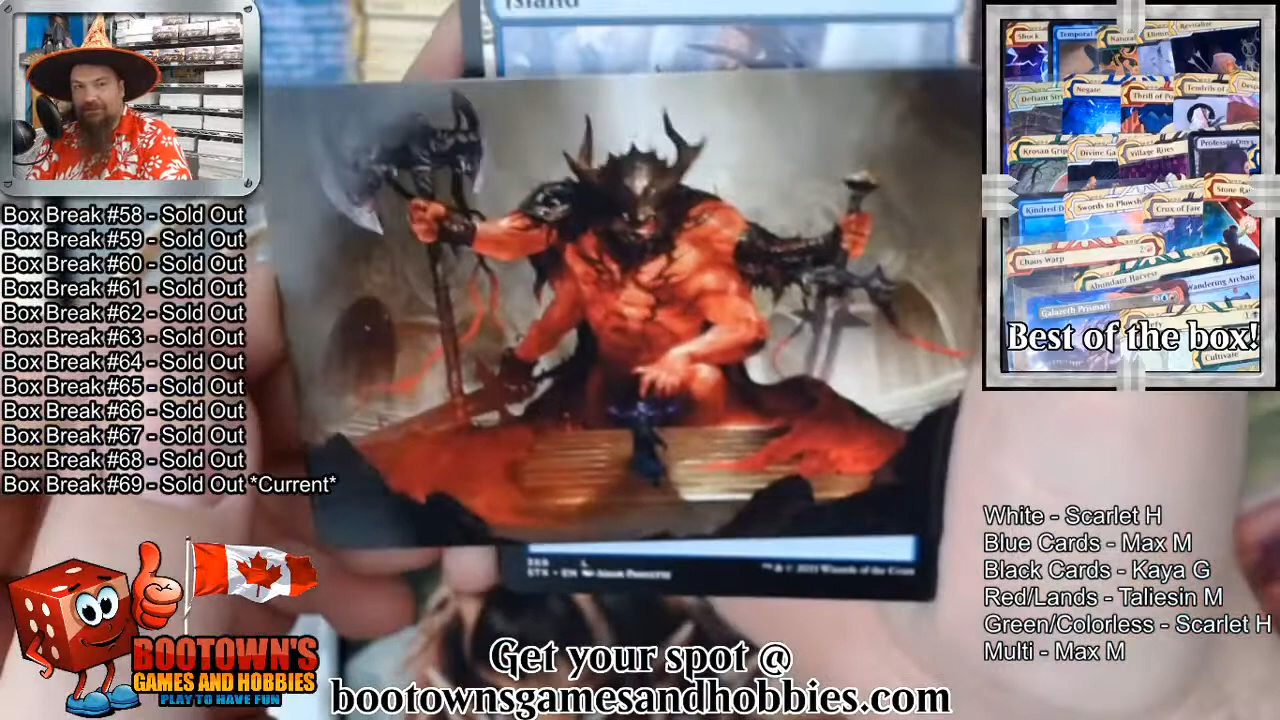 Island
Box Break #58 - Sold Out
Box Break #59 - Sold Out
Box Break #60 - Sold Out
Box Break #61 - Sold Out
Box Break #62 - Sold Out
Box Break #63 - Sold Out
Box Break #64 - Sold Out
Box Break #65 - Sold Out
Box Break #66 - Sold Out
Box Break #67 - Sold Out
Box Break #68 - Sold Out
Box Break #69 - Sold Out *Current*
BOOTOWN'S
GAMES AND HOBBIES
PLAY TO HAVE FUN
Shock
Temporal
Revitalize
Negate
Thrill of
Tendrils of
Defiant
Krosan Grip
Divine
Village Rites
Professor Onyx
Kindred
Swords to Plowsh
Crux of Fate
Stone
Chaos Warp
Abundant Harvest
Wandering Archaic
Galazeth Prismari
Cultivate
Best of the box!
White - Scarlet H
Blue Cards - Max M
Black Cards - Kaya G
Red/Lands - Taliesin M
Green/Colorless - Scarlet H
Multi - Max M
Get your spot @
bootownsgamesandhobbies.com